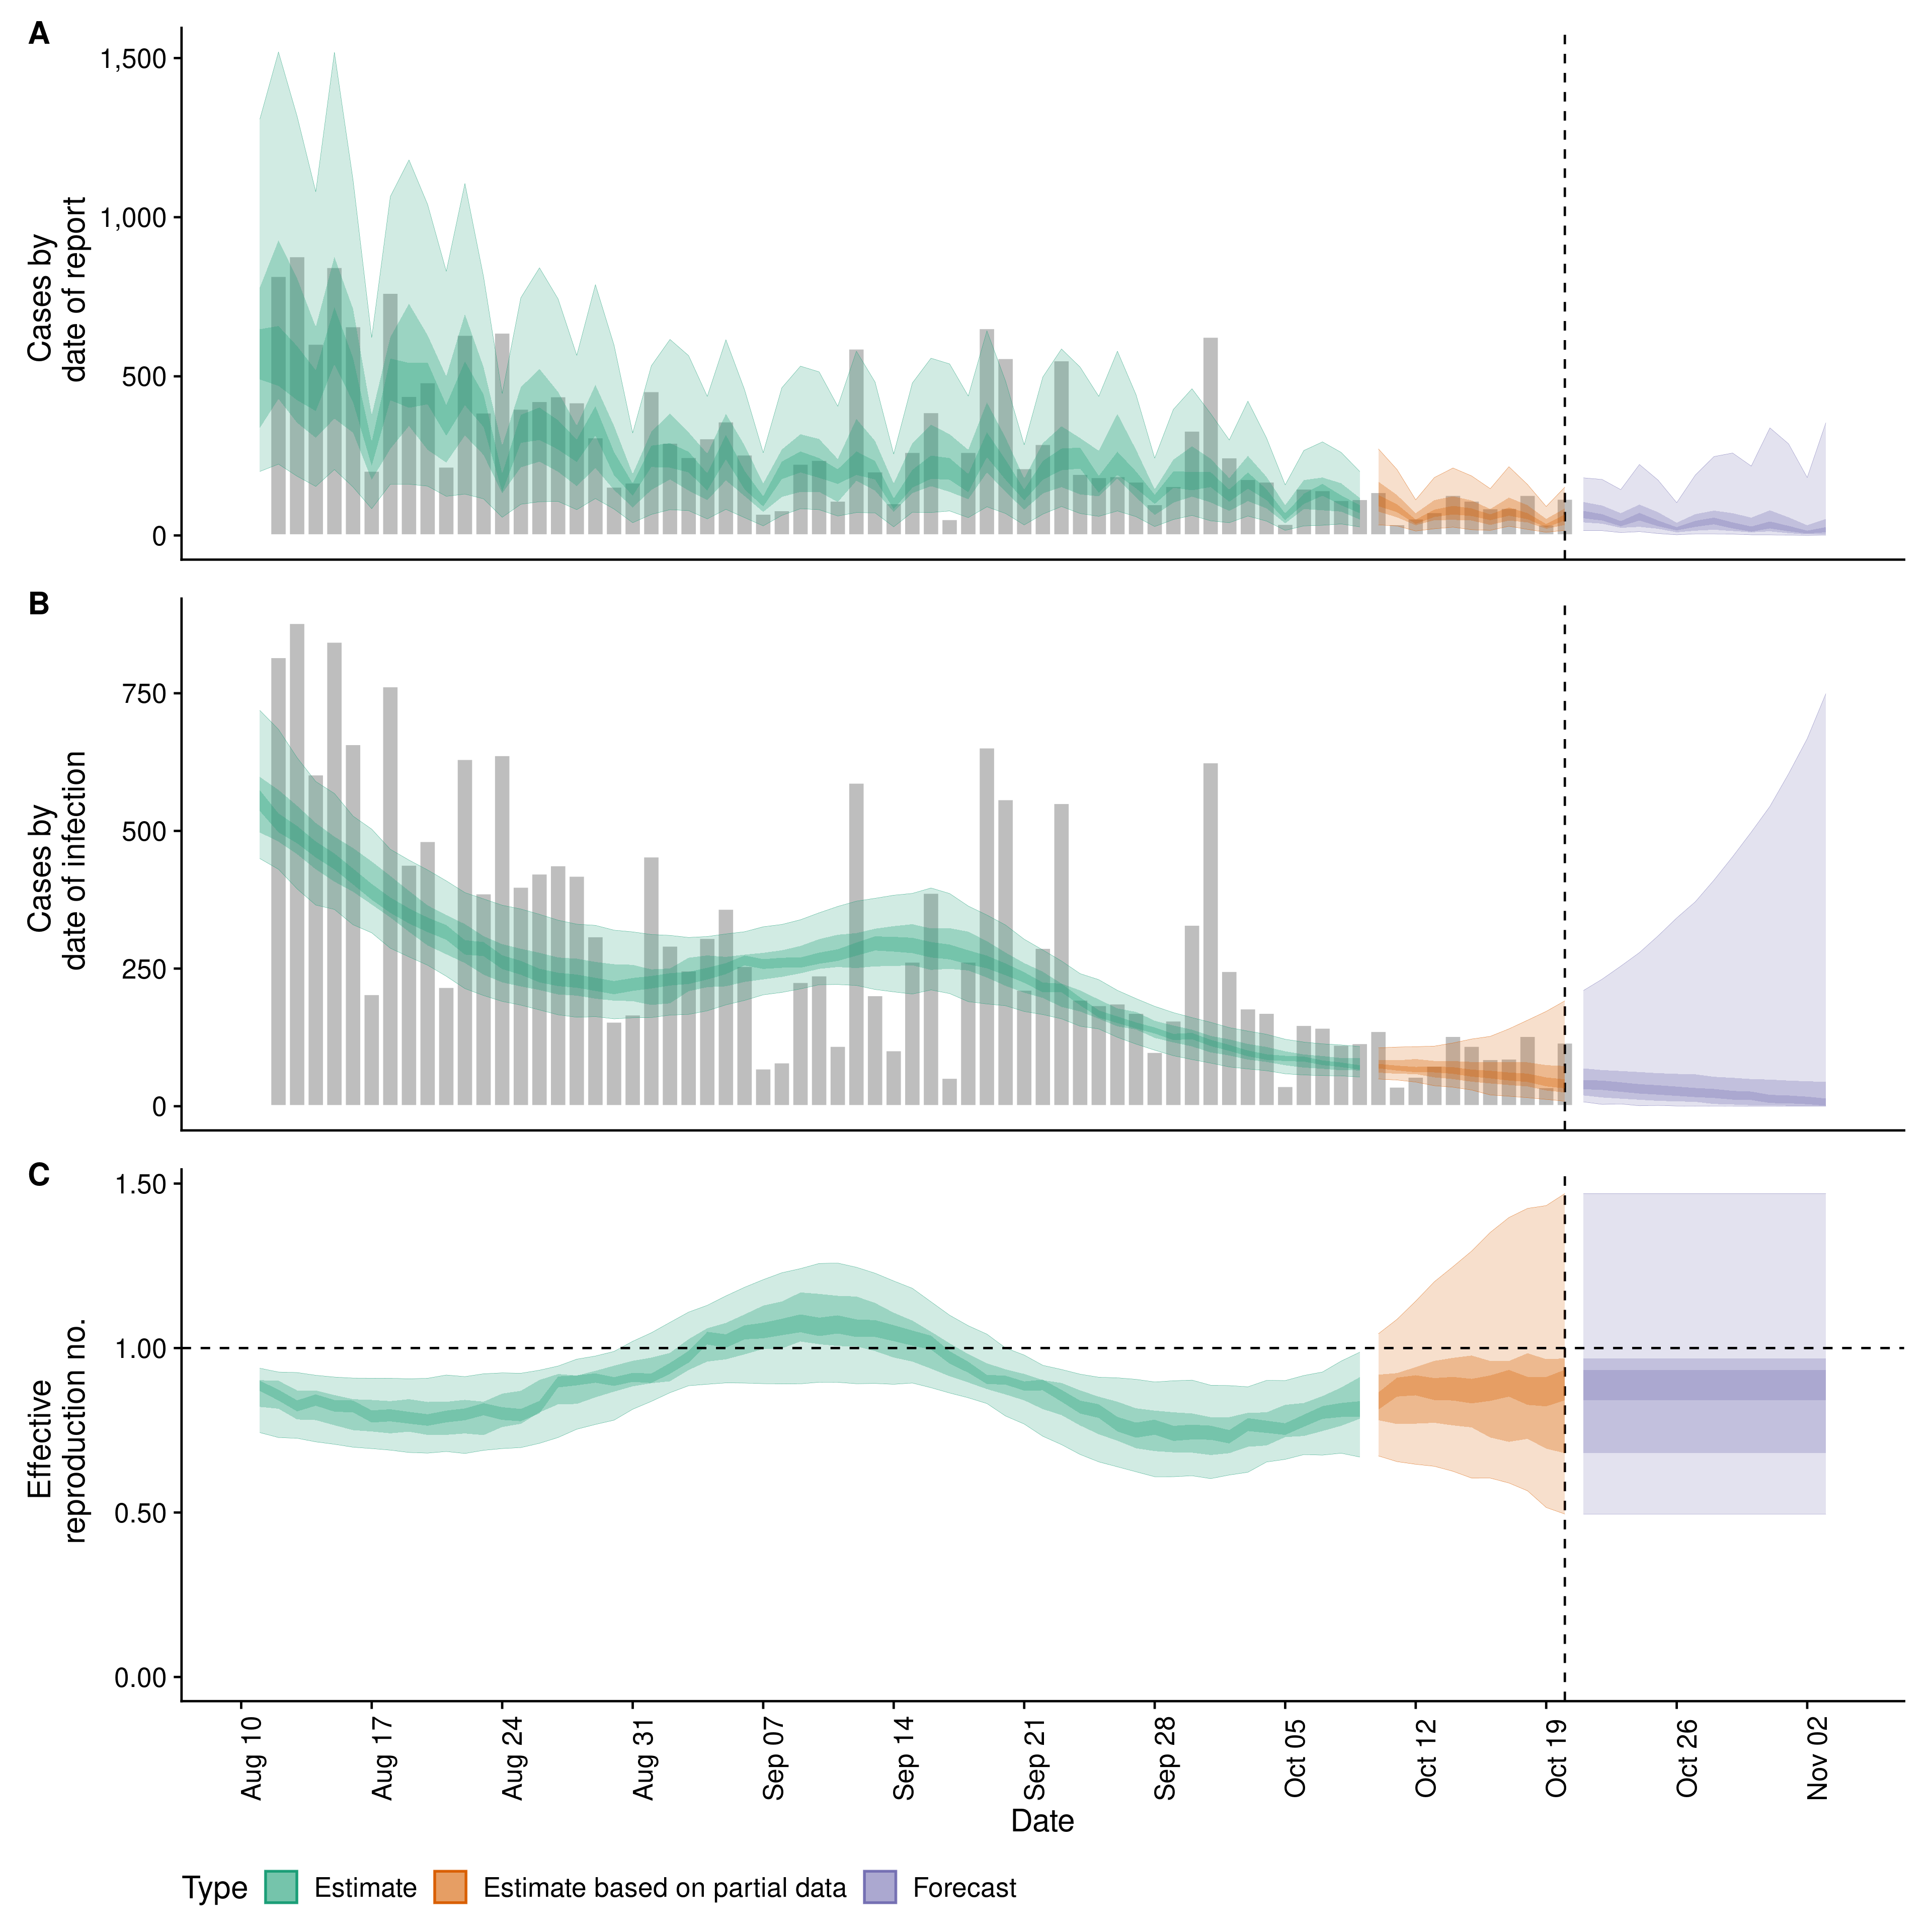 A
Cases by
date of report
1,500
1,000
500
0
B
Cases by
date of infection
750
500
250
0
C
Effective
reproduction no.
1.50
1.00
0.50
0.00
Aug 10
Aug 17
Aug 24
Aug 31
Sep 07
Sep 14
Sep 21
Sep 28
Oct 05
Oct 12
Oct 19
Oct 26
Nov 02
Date
Type Estimate Estimate based on partial data Forecast